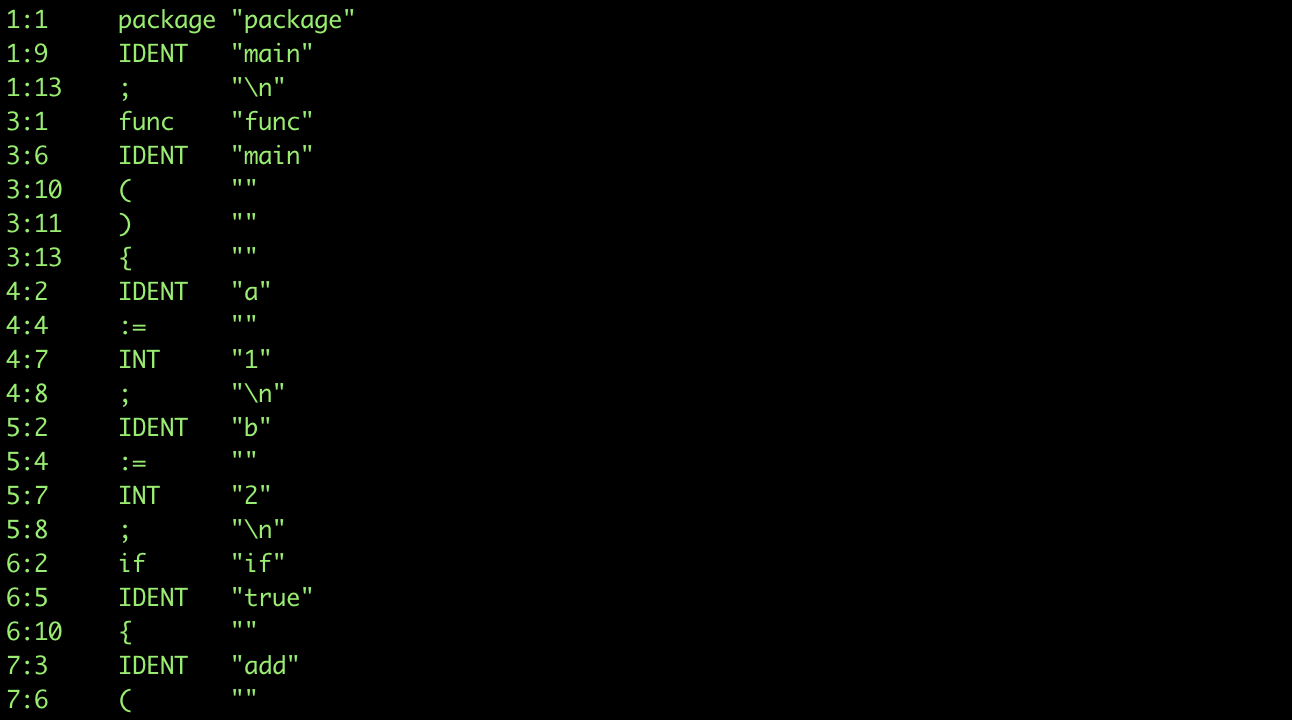 1:1     package "package"
1:9     IDENT   "main"
1:13    ;       "\n"
3:1     func    "func"
3:6     IDENT   "main"
3:10    (       ""
3:11    )       ""
3:13    {       ""
4:2     IDENT   "a"
4:4     :=      ""
4:7     INT     "1"
4:8     ;       "\n"
5:2     IDENT   "b"
5:4     :=      ""
5:7     INT     "2"
5:8     ;       "\n"
6:2     if      "if"
6:5     IDENT   "true"
6:10    {       ""
7:3     IDENT   "add"
7:6     (       ""